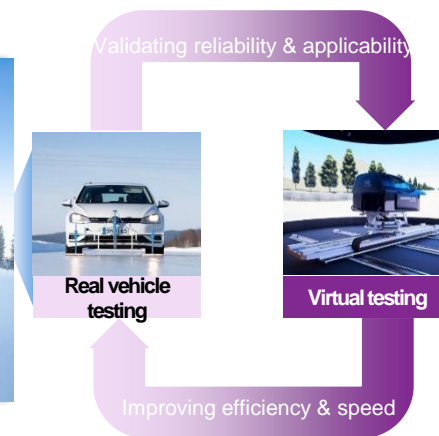 Validating reliability & applicability
Real vehicle
testing
Virtual testing
Improving efficiency & speed